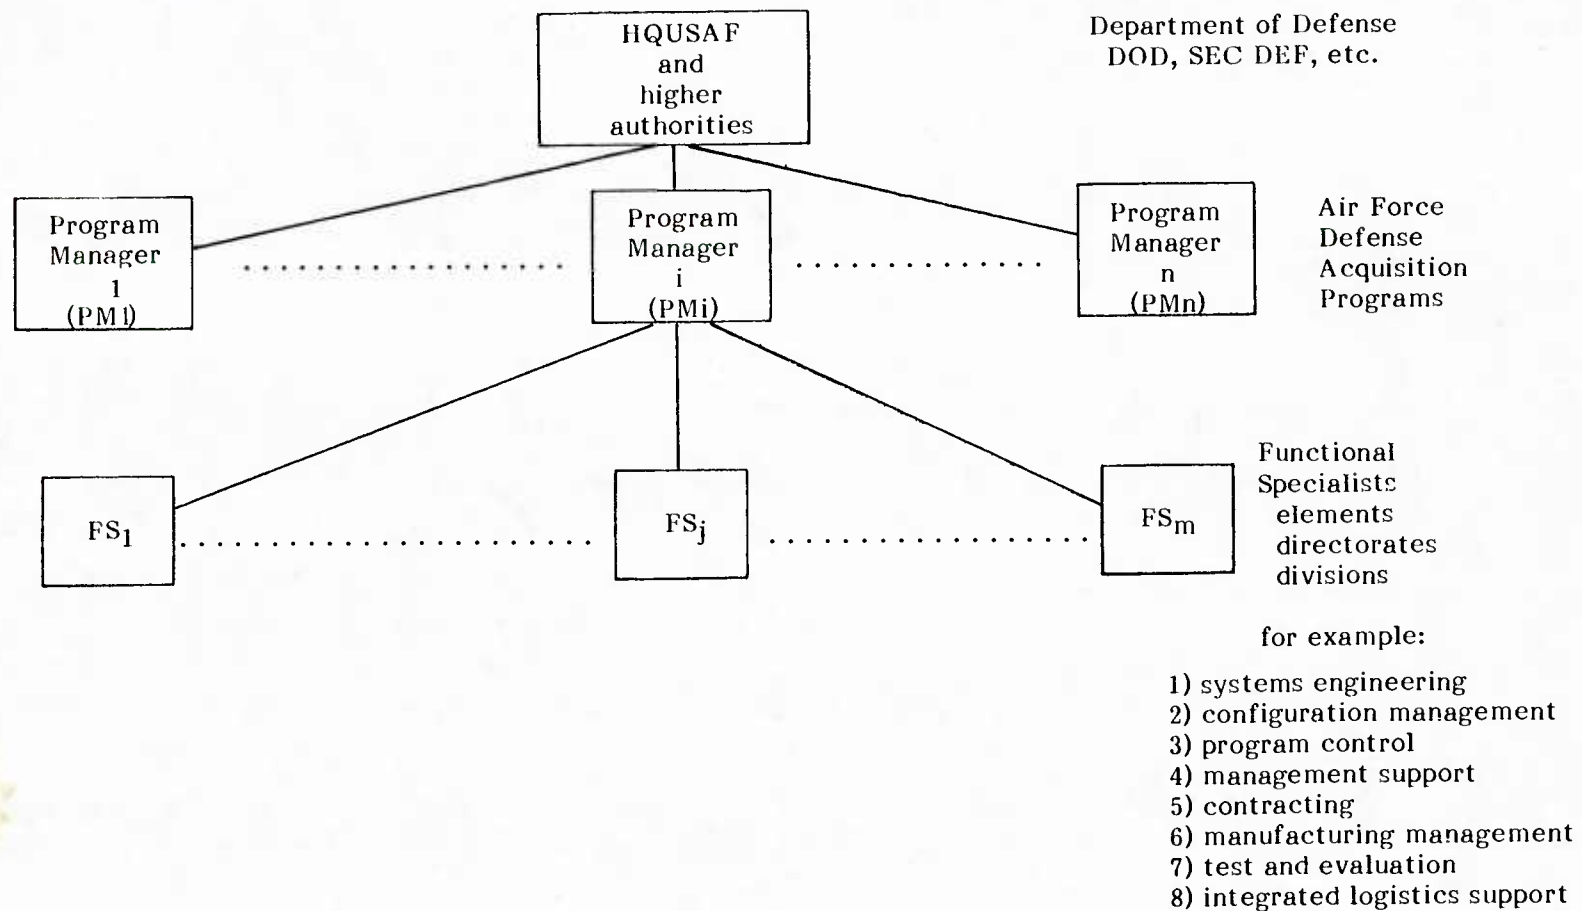 HQUSAF
and
higher
authorities
Department of Defense
DOD, SEC DEF, etc.
Program
Manager
1
(PM1)
Program
Manager
i
(PMi)
Program
Manager
n
(PMn)
Air Force
Defense
Acquisition
Programs
FS1
FSj
FSm
Functional
Specialists
elements
directorates
divisions
for example:
1) systems engineering
2) configuration management
3) program control
4) management support
5) contracting
6) manufacturing management
7) test and evaluation
8) integrated logistics support